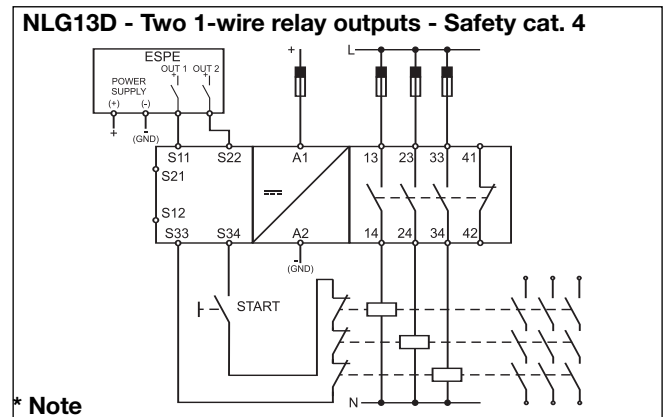 NLG13D - Two 1-wire relay outputs - Safety cat. 4
ESPE
OUT 1 OUT 2
+ +
POWER
SUPPLY
(+) (-)
+ - (GND)
+
L
S11 S22 A1 13 23 33 41
S21
S12
S33 S34 A2 14 24 34 42
-
(GND)
START
N
* Note